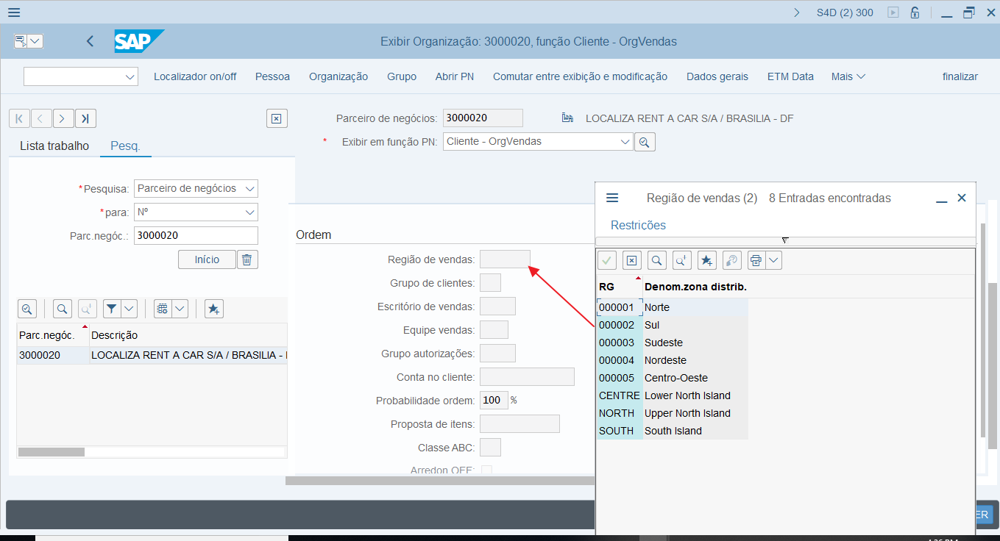 S4D (2) 300
SAP
Exibir Organização: 3000020, função Cliente - OrgVendas
Localizador on/off Pessoa Organização Grupo Abrir PN Comutar entre exibição e modificação Dados gerais ETM Data Mais finalizar
Parceiro de negócios: 3000020 LOCALIZA RENT A CAR S/A / BRASILIA - DF
* Exibir em função PN: Cliente - OrgVendas
Lista trabalho Pesq.
*Pesquisa: Parceiro de negócios
*para: Nº
Parc.negóc.: 3000020
Início
Parc.negóc. Descrição
3000020 LOCALIZA RENT A CAR S/A / BRASILIA -
Ordem
Região de vendas:
Grupo de clientes:
Escritório de vendas:
Equipe vendas:
Grupo autorizações:
Conta no cliente:
Probabilidade ordem: 100 %
Proposta de itens:
Classe ABC:
Arredon OFF:
Região de vendas (2) 8 Entradas encontradas
Restrições
RG Denom.zona distrib.
000001 Norte
000002 Sul
000003 Sudeste
000004 Nordeste
000005 Centro-Oeste
CENTRE Lower North Island
NORTH Upper North Island
SOUTH South Island
ER